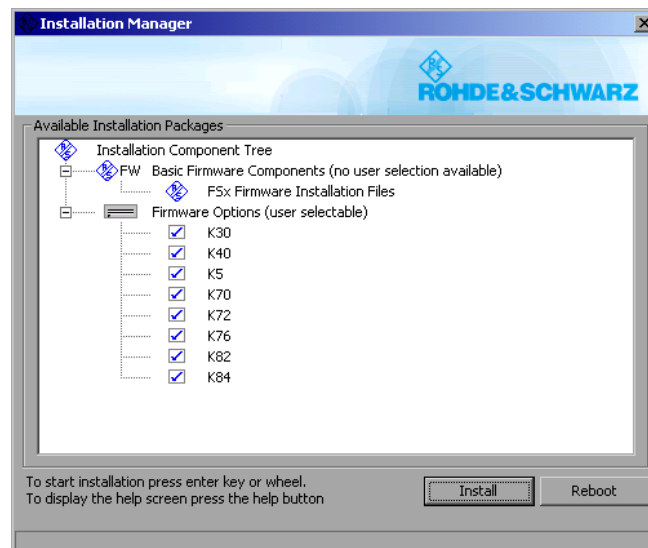 Installation Manager
ROHDE&SCHWARZ
Available Installation Packages
Installation Component Tree
FW Basic Firmware Components (no user selection available)
FSx Firmware Installation Files
Firmware Options (user selectable)
K30
K40
K5
K70
K72
K76
K82
K84
To start installation press enter key or wheel.
To display the help screen press the help button
Install
Reboot